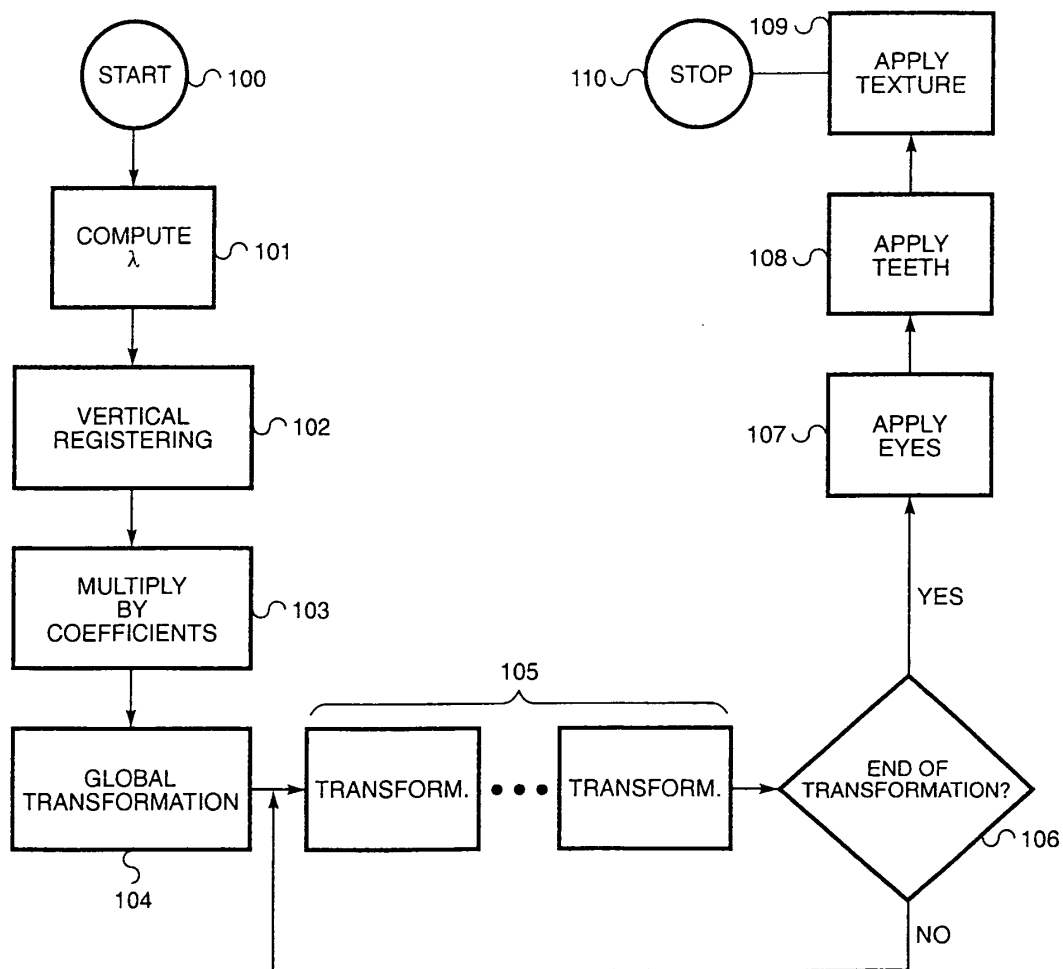 START
100
COMPUTE
λ
101
VERTICAL
REGISTERING
102
MULTIPLY
BY
COEFFICIENTS
103
GLOBAL
TRANSFORMATION
104
105
TRANSFORM.
TRANSFORM.
END OF
TRANSFORMATION?
106
NO
YES
APPLY
EYES
107
APPLY
TEETH
108
APPLY
TEXTURE
109
STOP
110